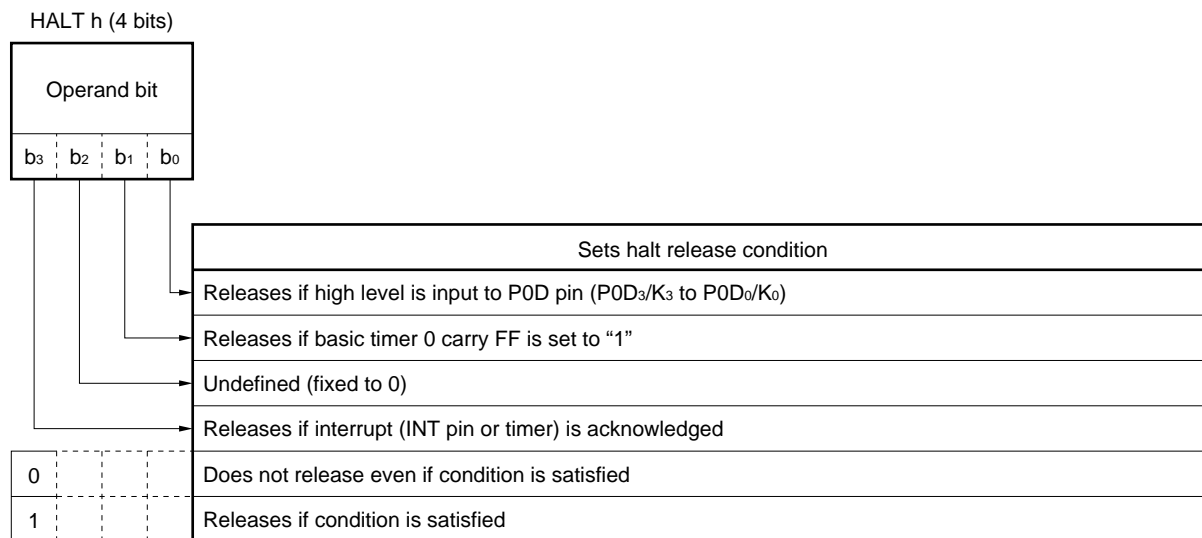 HALT h (4 bits)
Operand bit
b3 b2 b1 b0
Sets halt release condition
Releases if high level is input to P0D pin (P0D3/K3 to P0D0/K0)
Releases if basic timer 0 carry FF is set to “1”
Undefined (fixed to 0)
Releases if interrupt (INT pin or timer) is acknowledged
0 Does not release even if condition is satisfied
1 Releases if condition is satisfied